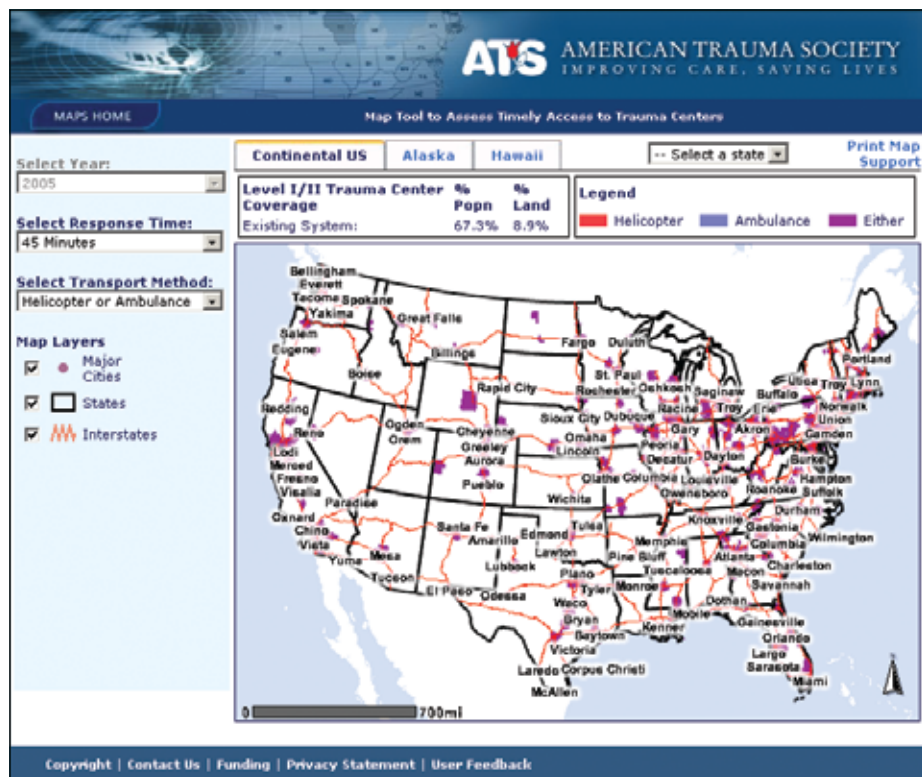 ATS AMERICAN TRAUMA SOCIETY
IMPROVING CARE, SAVING LIVES
MAPS HOME
Map Tool to Assess Timely Access to Trauma Centers
Select Year:
2005
Select Response Time:
45 Minutes
Select Transport Method:
Helicopter or Ambulance
Map Layers
Major
Cities
States
Interstates
Continental US
Alaska
Hawaii
-- Select a state
Print Map
Support
Level I/II Trauma Center % %
Coverage Popn Land
Existing System: 67.3% 8.9%
Legend
Helicopter Ambulance Either
Bellingham
Everett
Tacoma Spokane
Yakima
Great Falls
Salem
Eugene
Billings
Boise
Fargo Duluth
St. Paul
Rapid City
Rochester Oshkosh Saginaw
Utica Troy Lynn
Portland
Buffalo
Erie
Norwalk
Redding
Reno
Ogden
Orem
Cheyenne
Sioux City Dubuque
Racine Troy
Union
Omaha
Gary
Akron
Camden
Lodi
Merced
Fresno
Visalia
Greeley
Aurora
Pueblo
Lincoln
Peoria
Decatur
Dayton
Burke
Olathe Columbia
Louisville
Owensboro
Roanoke
Hampton
Suffolk
Paradise
Wichita
Durham
Oxnard
Chino
Vista
Yuma
Mesa
Tucson
Santa Fe
Amarillo
Edmond
Lawton
Tulsa
Lubbock
Knoxville
Gastonia
Wilmington
Memphis
Pine Bluff
Atlanta
Columbia
Charleston
Tuscaloosa
Macon
Savannah
El Paso
Odessa
Plano
Tyler
Monroe
Waco
Bryan
Baytown
Dothan
Mobile
Kenner
Gainesville
Orlando
Victoria
Laredo Corpus Christi
McAllen
Largo
Sarasota
Miami
0 700mi
Copyright | Contact Us | Funding | Privacy Statement | User Feedback